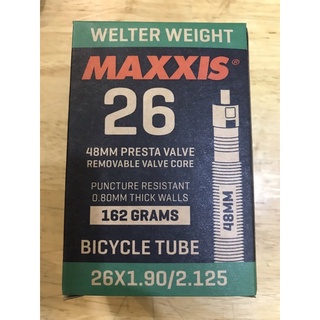 WELTER WEIGHT
MAXXIS®
26
48MM PRESTA VALVE
REMOVABLE VALVE CORE
PUNCTURE RESISTANT
0.80MM THICK WALLS
162 GRAMS
48MM
BICYCLE TUBE
26X1.90/2.125